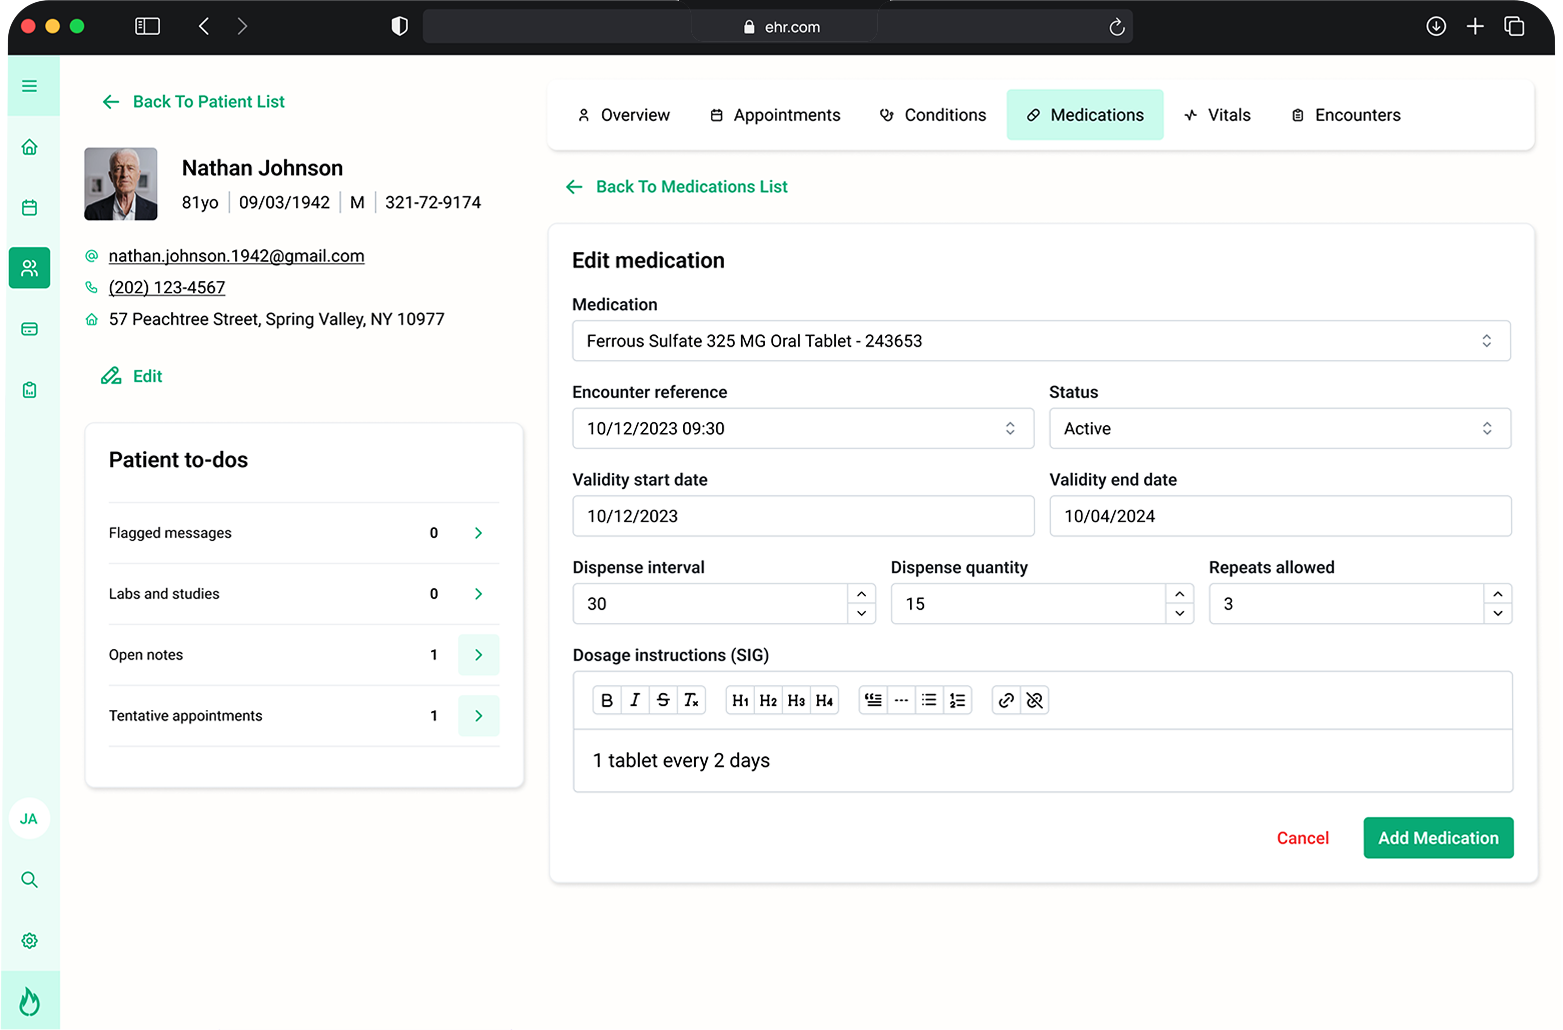 ehr.com
Back To Patient List
Nathan Johnson
81yo 09/03/1942 M 321-72-9174
nathan.johnson.1942@gmail.com
(202) 123-4567
57 Peachtree Street, Spring Valley, NY 10977
Edit
Patient to-dos
Flagged messages 0
Labs and studies 0
Open notes 1
Tentative appointments 1
JA
Overview Appointments Conditions Medications Vitals Encounters
Back To Medications List
Edit medication
Medication
Ferrous Sulfate 325 MG Oral Tablet - 243653
Encounter reference Status
10/12/2023 09:30 Active
Validity start date Validity end date
10/12/2023 10/04/2024
Dispense interval Dispense quantity Repeats allowed
30 15 3
Dosage instructions (SIG)
B I S Tx H1 H2 H3 H4
1 tablet every 2 days
Cancel Add Medication